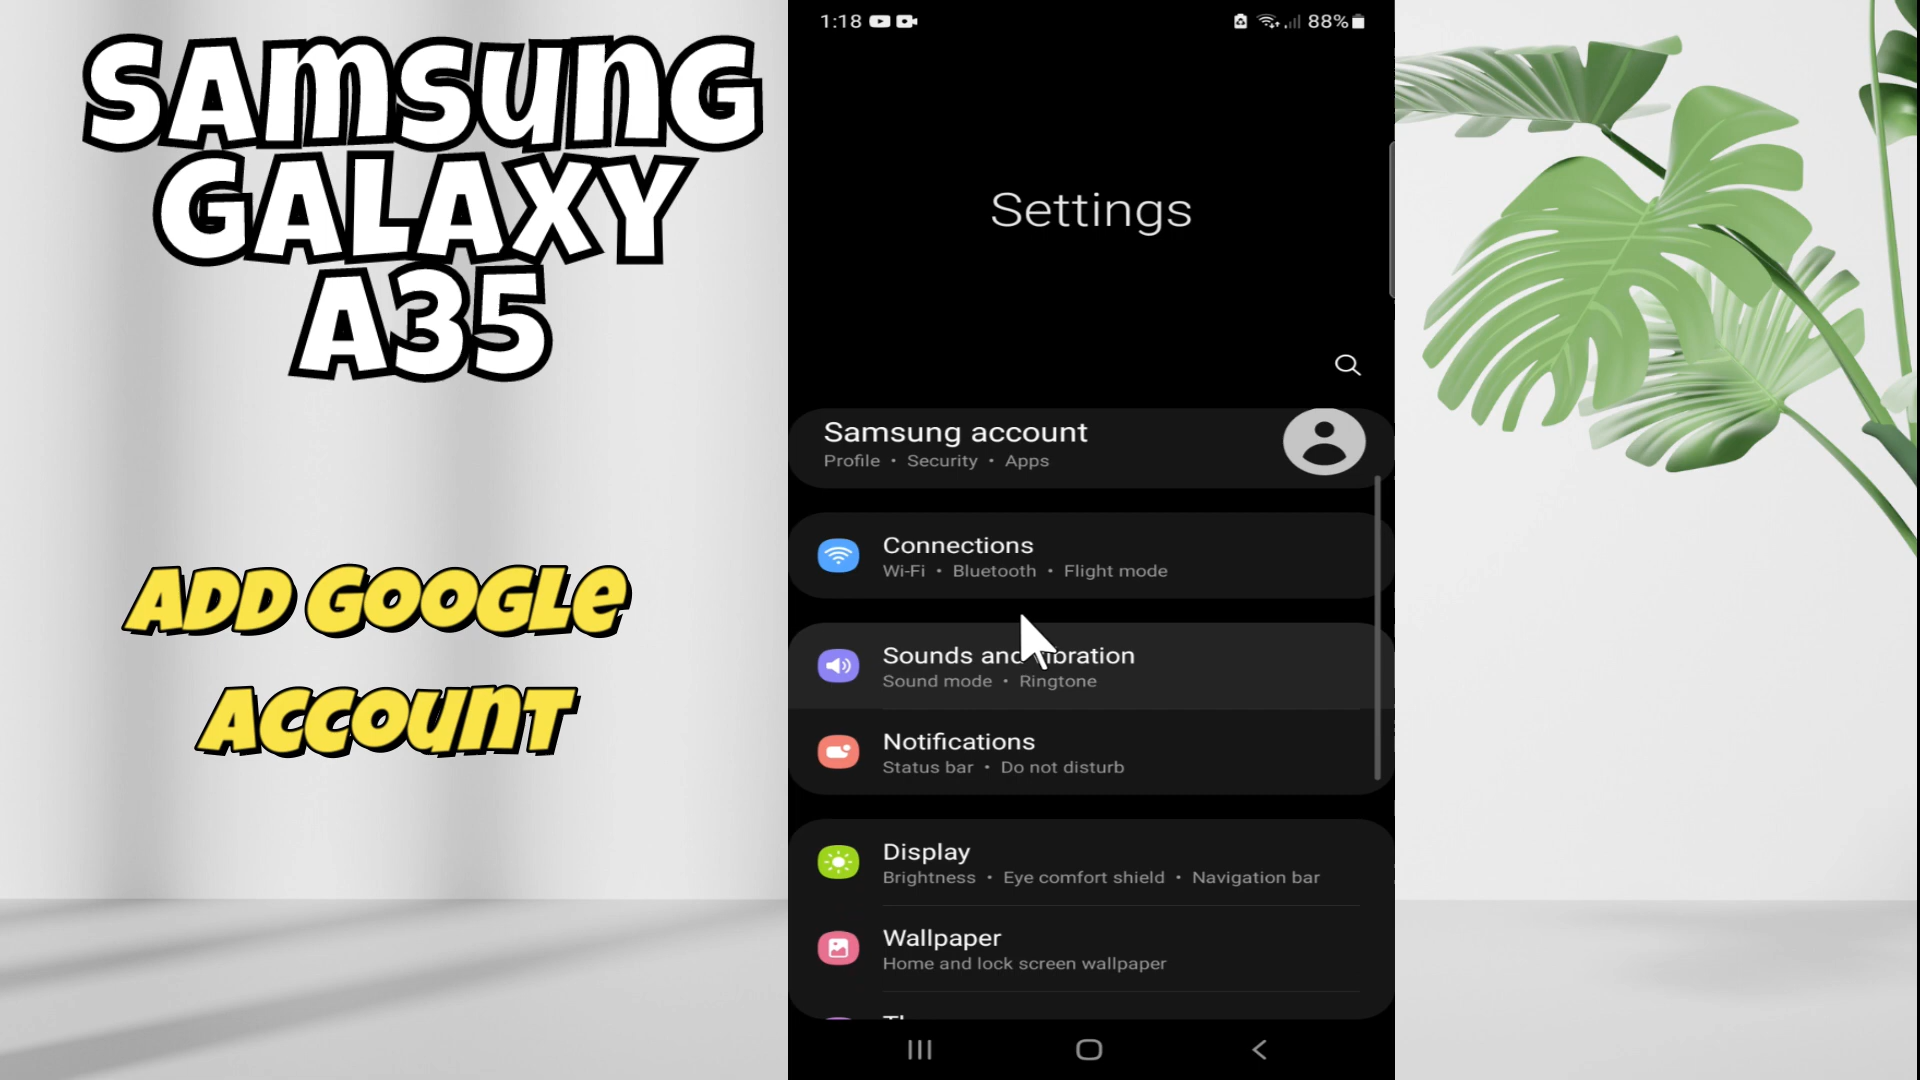 SAMSUNG
GALAXY
A35
ADD GOOGLE
ACCOUNT
1:18
88%
Settings
Samsung account
Profile • Security • Apps
Connections
Wi-Fi • Bluetooth • Flight mode
Sounds and vibration
Sound mode • Ringtone
Notifications
Status bar • Do not disturb
Display
Brightness • Eye comfort shield • Navigation bar
Wallpaper
Home and lock screen wallpaper